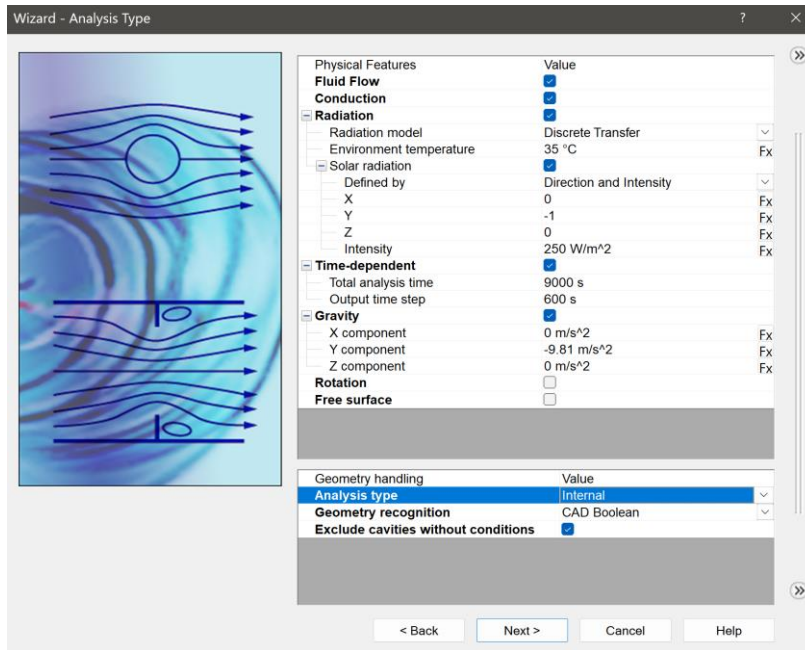 Wizard - Analysis Type ? ×
Physical Features Value
Fluid Flow
Conduction
Radiation
Radiation model Discrete Transfer
Environment temperature 35 °C Fx
Solar radiation
Defined by Direction and Intensity
X 0 Fx
Y -1 Fx
Z 0 Fx
Intensity 250 W/m^2 Fx
Time-dependent
Total analysis time 9000 s
Output time step 600 s
Gravity
X component 0 m/s^2 Fx
Y component -9.81 m/s^2 Fx
Z component 0 m/s^2 Fx
Rotation
Free surface
Geometry handling Value
Analysis type Internal
Geometry recognition CAD Boolean
Exclude cavities without conditions
< Back Next > Cancel Help